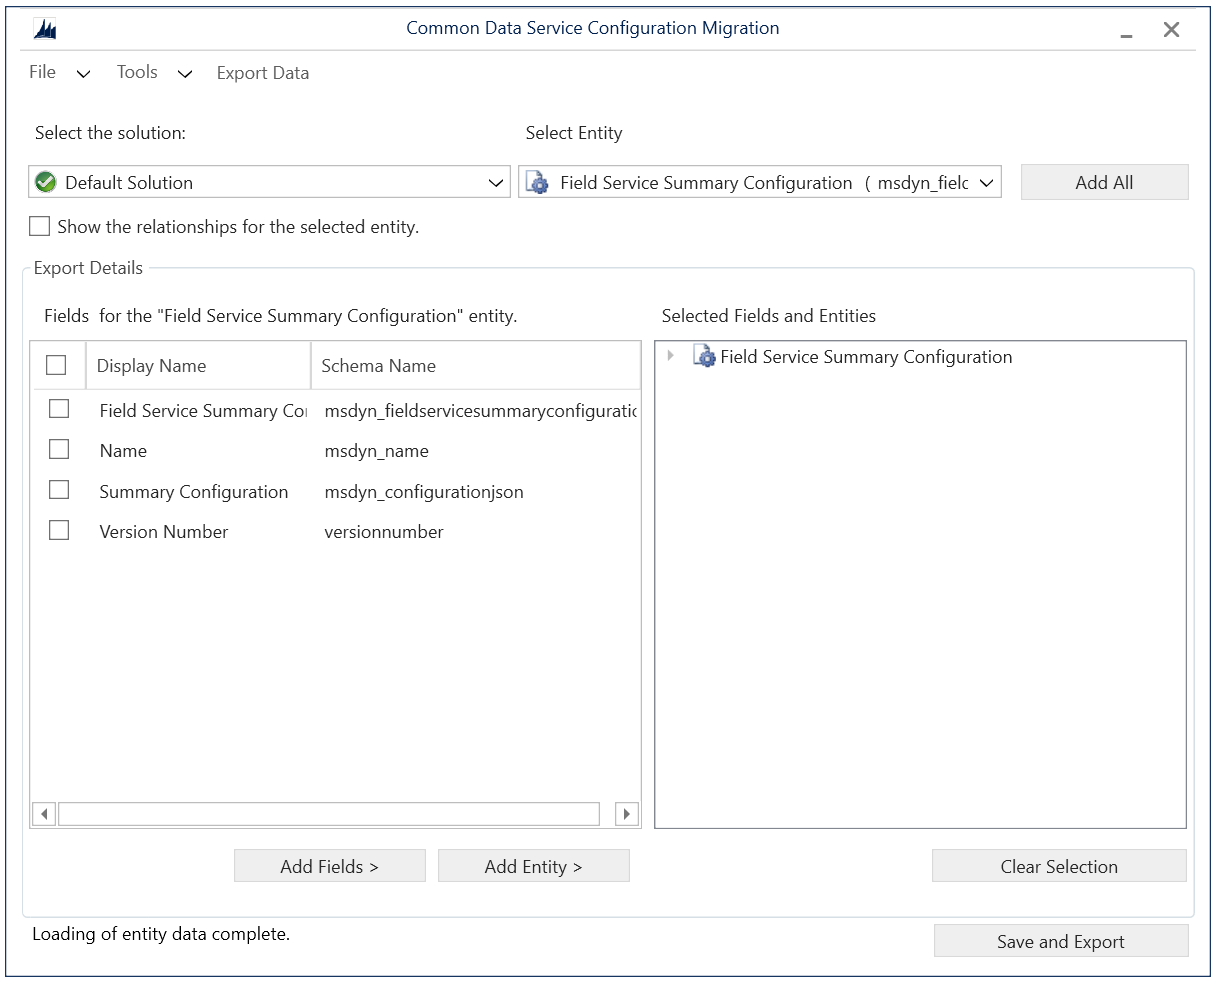 Common Data Service Configuration Migration
File Tools Export Data
Select the solution: Select Entity
Default Solution Field Service Summary Configuration ( msdyn_fielc Add All
Show the relationships for the selected entity.
Export Details
Fields for the "Field Service Summary Configuration" entity. Selected Fields and Entities
Display Name Schema Name Field Service Summary Configuration
Field Service Summary Co msdyn_fieldservicesummaryconfiguratic
Name msdyn_name
Summary Configuration msdyn_configurationjson
Version Number versionnumber
Add Fields > Add Entity > Clear Selection
Loading of entity data complete. Save and Export